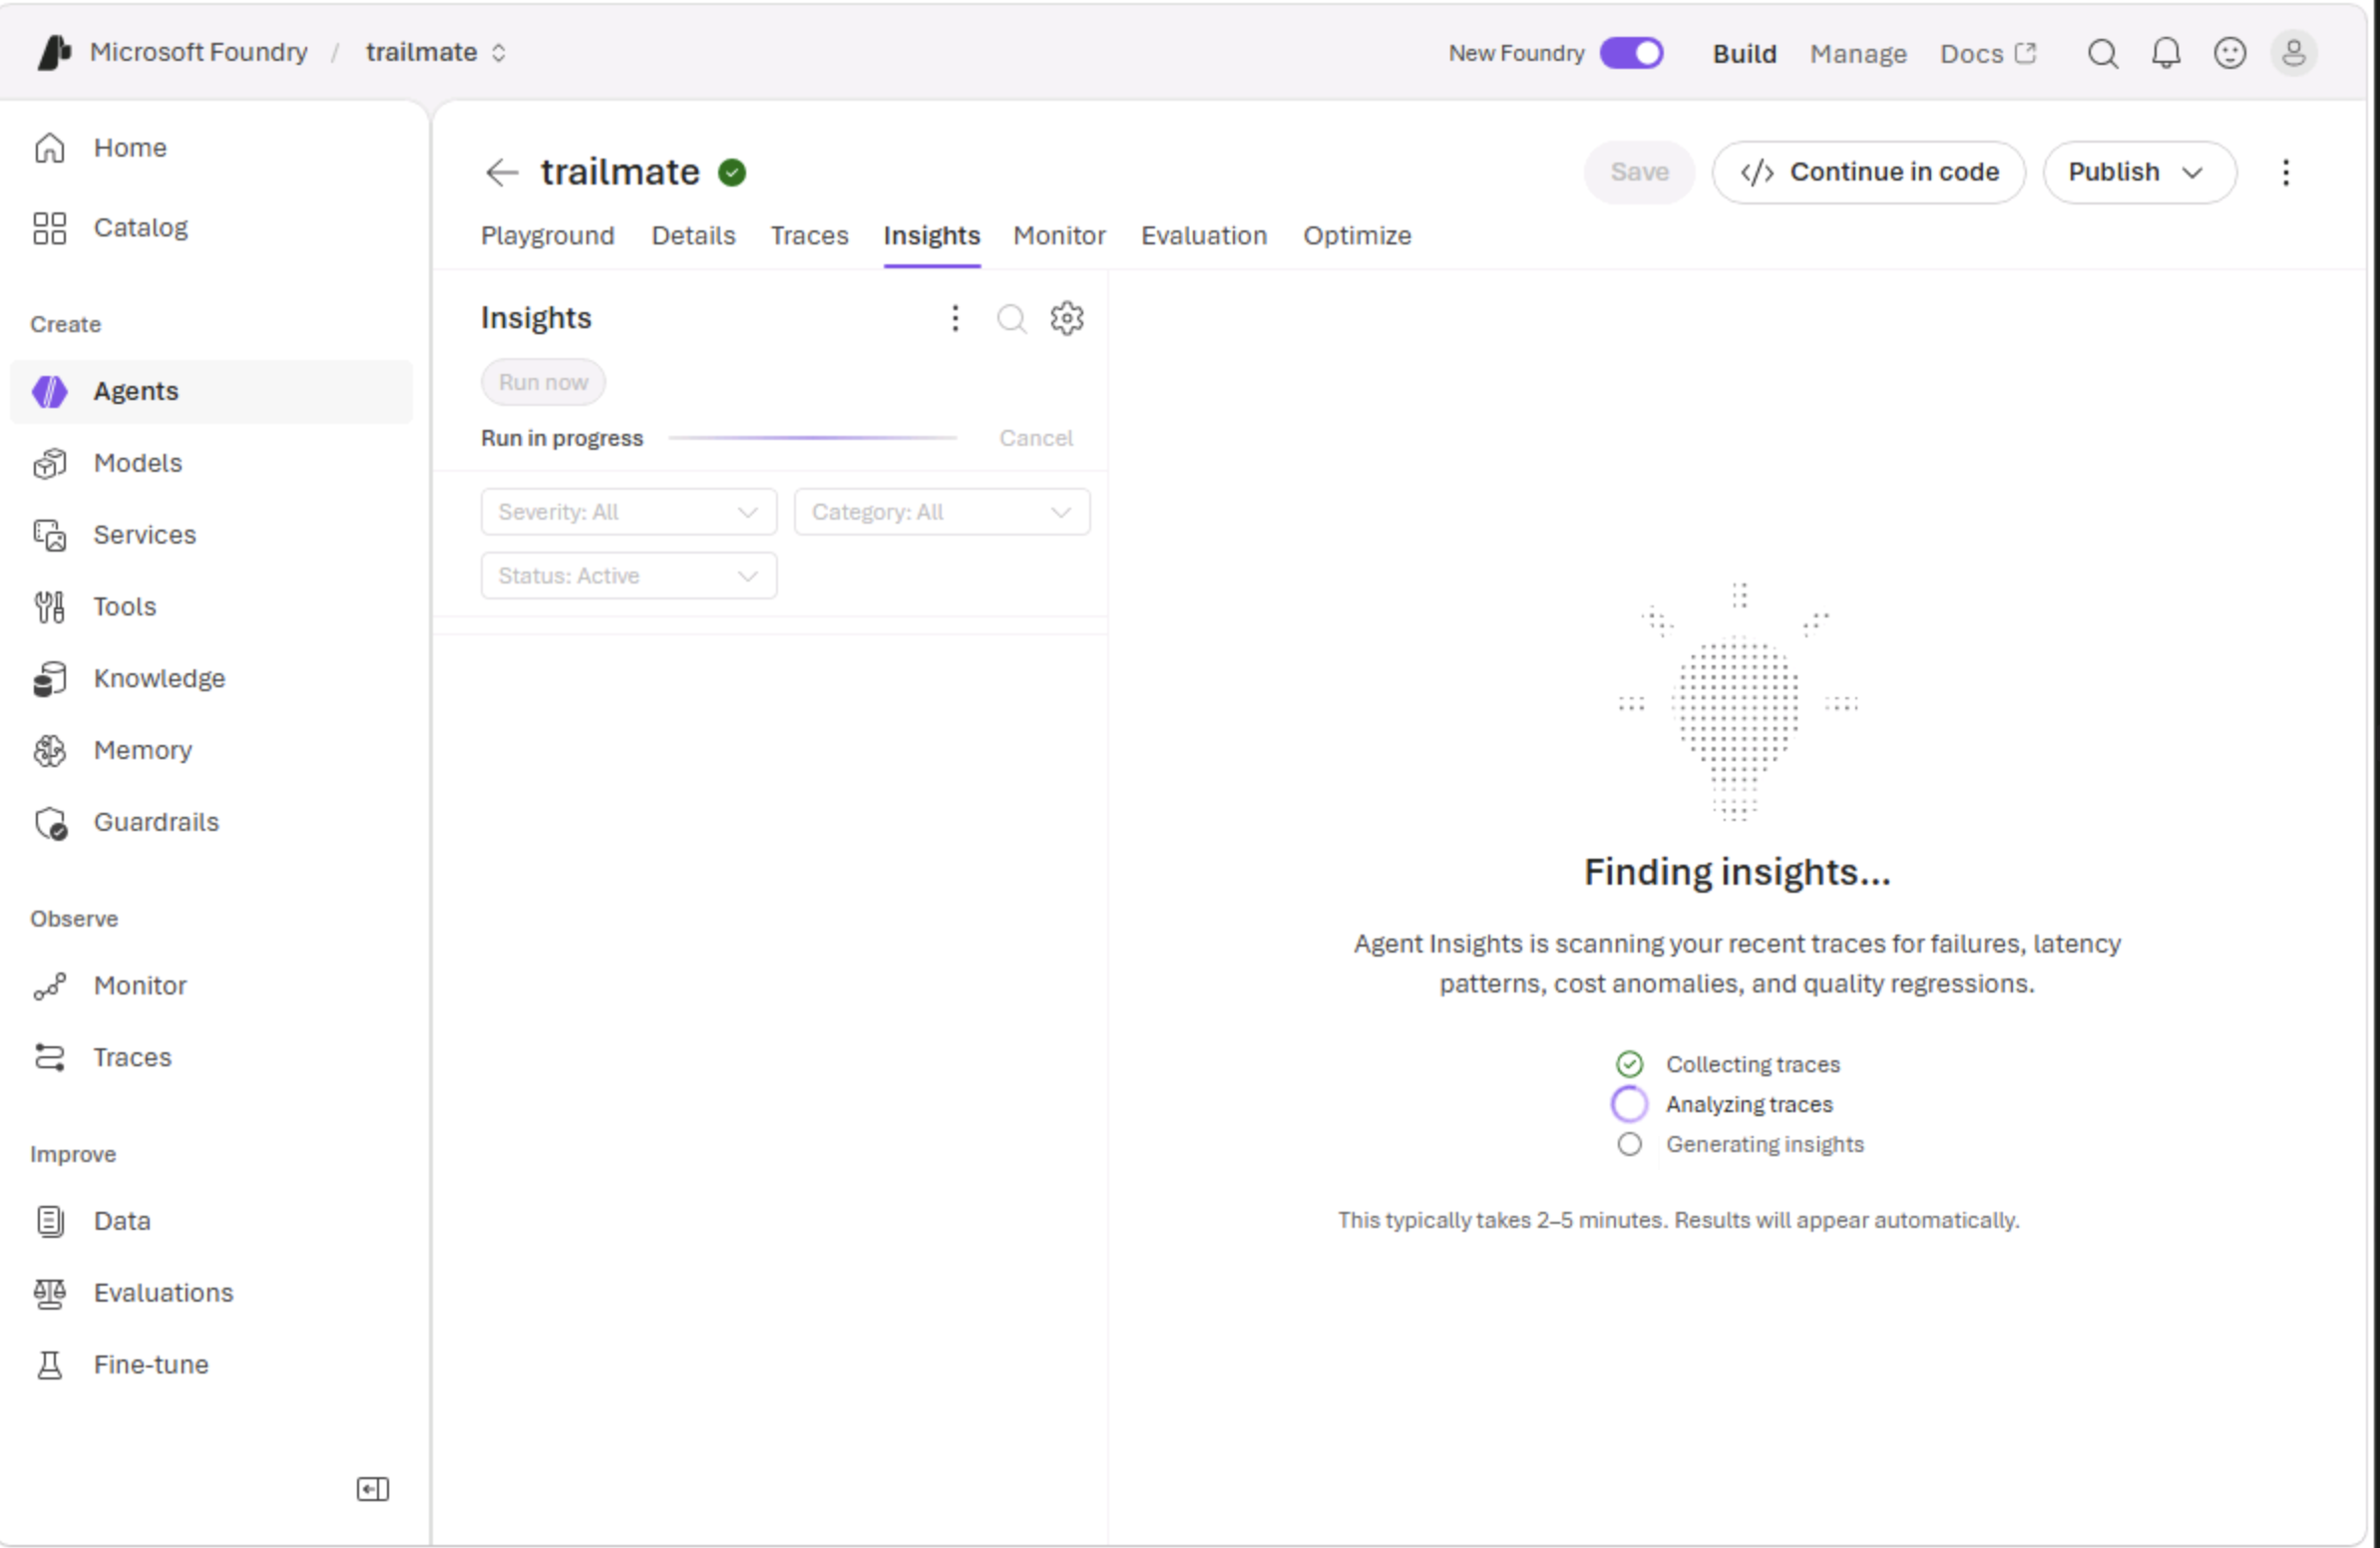 Microsoft Foundry / trailmate
New Foundry Build Manage Docs
Home
Catalog
Create
Agents
Models
Services
Tools
Knowledge
Memory
Guardrails
Observe
Monitor
Traces
Improve
Data
Evaluations
Fine-tune
trailmate
Save </> Continue in code Publish
Playground Details Traces Insights Monitor Evaluation Optimize
Insights
Run now
Run in progress Cancel
Severity: All Category: All
Status: Active
Finding insights...
Agent Insights is scanning your recent traces for failures, latency
patterns, cost anomalies, and quality regressions.
Collecting traces
Analyzing traces
Generating insights
This typically takes 2–5 minutes. Results will appear automatically.